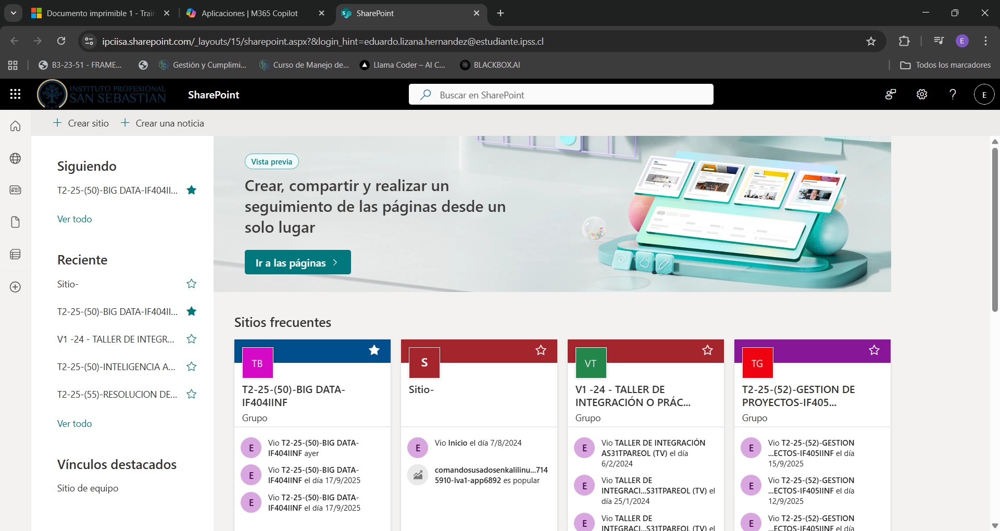 Documento imprimible 1 - Train
Aplicaciones | M365 Copilot
SharePoint
ipciisa.sharepoint.com/_layouts/15/sharepoint.aspx?&login_hint=eduardo.lizana.hernandez@estudiante.ipss.cl
E
B3-23-51 - FRAME...
Gestión y Cumplimi...
Curso de Manejo de...
Llama Coder – AI C...
BLACKBOX.AI
Todos los marcadores
INSTITUTO PROFESIONAL
SAN SEBASTIAN
SharePoint
Buscar en SharePoint
E
Crear sitio
Crear una noticia
Siguiendo
T2-25-(50)-BIG DATA-IF404II...
Ver todo
Reciente
Sitio-
T2-25-(50)-BIG DATA-IF404II...
V1 -24 - TALLER DE INTEGR...
T2-25-(50)-INTELIGENCIA A...
T2-25-(55)-RESOLUCION DE...
Ver todo
Vínculos destacados
Sitio de equipo
Vista previa
Crear, compartir y realizar un
seguimiento de las páginas desde un
solo lugar
Ir a las páginas
Sitios frecuentes
TB
T2-25-(50)-BIG DATA-
IF404IINF
Grupo
E
Vio T2-25-(50)-BIG DATA-
IF404IINF ayer
E
Vio T2-25-(50)-BIG DATA-
IF404IINF el día 17/9/2025
E
Vio T2-25-(50)-BIG DATA-
IF404IINF el día 17/9/2025
S
Sitio-
E
Vio Inicio el día 7/8/2024
comandosusadosenkalilinu...714
5910-lva1-app6892 es popular
VT
V1 -24 - TALLER DE
INTEGRACIÓN O PRÁC...
Grupo
E
Vio TALLER DE INTEGRACIÓN
AS31TPAREOL (TV) el día
6/2/2024
E
Vio TALLER DE
INTEGRACI...S31TPAREOL (TV) el
día 25/1/2024
E
Vio TALLER DE
INTEGRACI...S31TPAREOL (TV) el
TG
T2-25-(52)-GESTION DE
PROYECTOS-IF405...
Grupo
E
Vio T2-25-(52)-GESTION
...ECTOS-IF405IINF el día
15/9/2025
E
Vio T2-25-(52)-GESTION
...ECTOS-IF405IINF el día
12/9/2025
E
Vio T2-25-(52)-GESTION
...ECTOS-IF405IINF el día